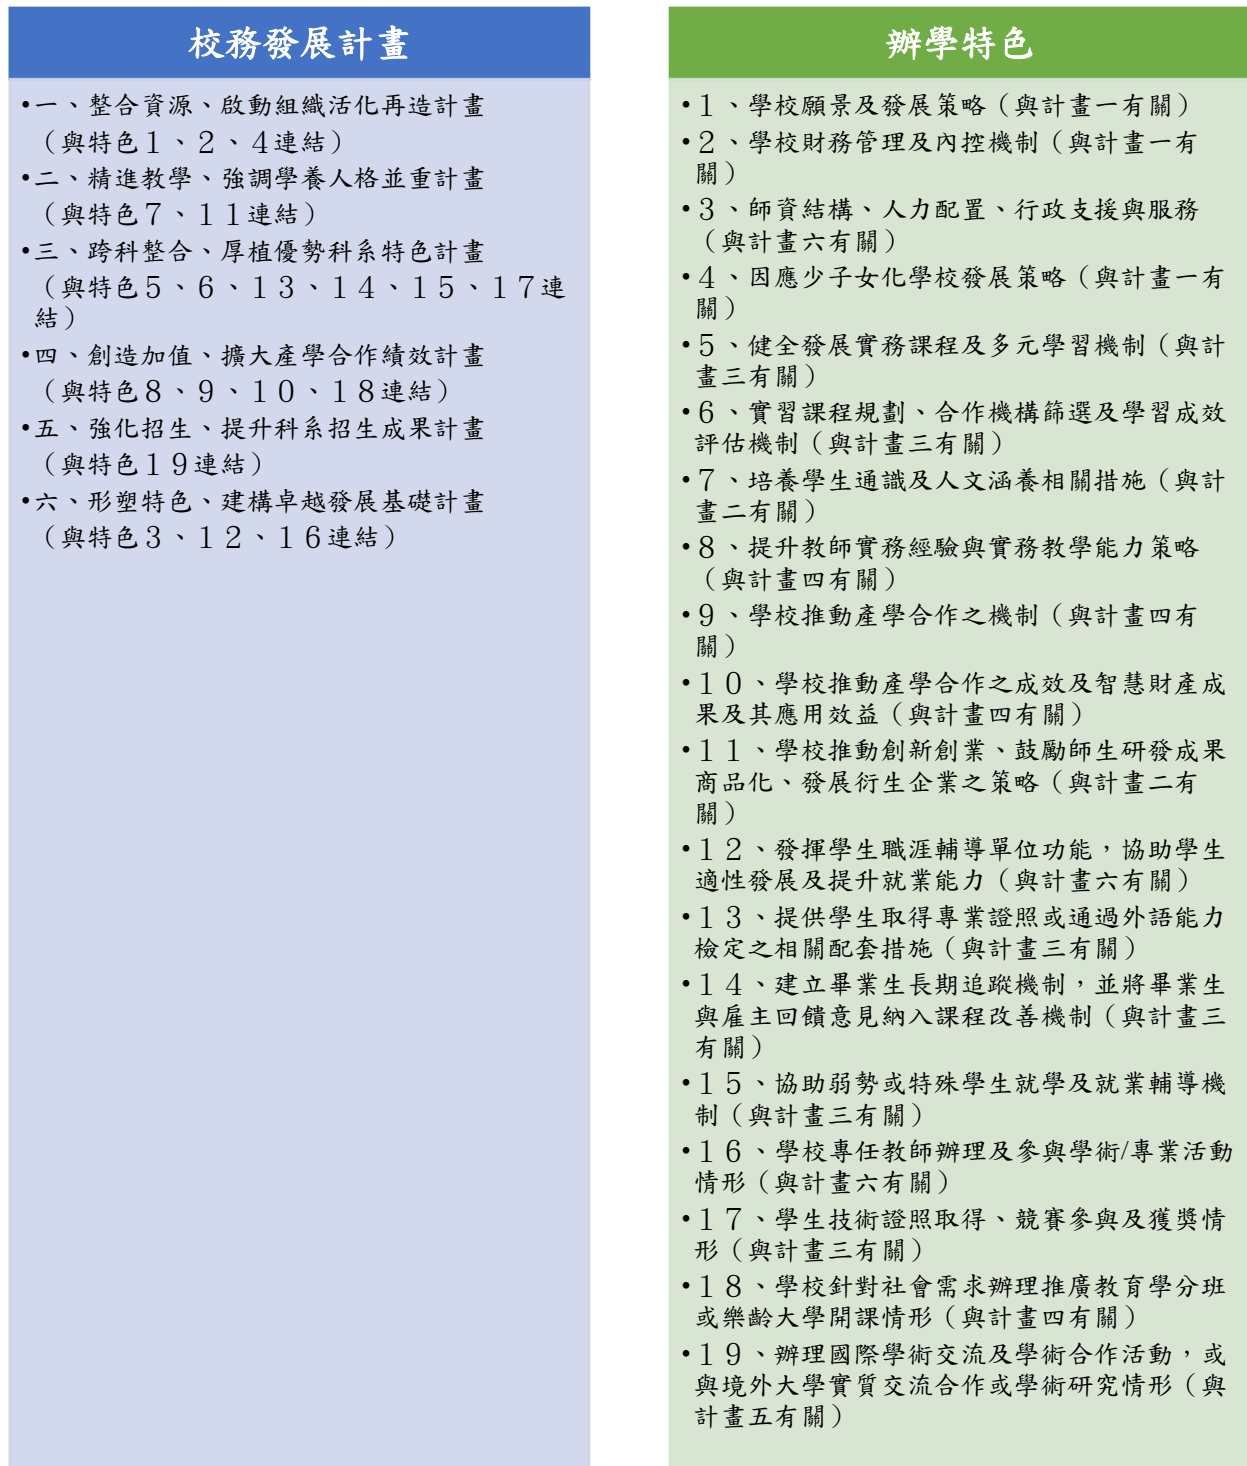 校務發展計畫
•一、整合資源、啟動組織活化再造計畫
（與特色１、２、４連結）
•二、精進教學、強調學養人格並重計畫
（與特色７、１１連結）
•三、跨科整合、厚植優勢科系特色計畫
（與特色５、６、１３、１４、１５、１７連
結）
•四、創造加值、擴大產學合作績效計畫
（與特色８、９、１０、１８連結）
•五、強化招生、提升科系招生成果計畫
（與特色１９連結）
•六、形塑特色、建構卓越發展基礎計畫
（與特色３、１２、１６連結）
辦學特色
•１、學校願景及發展策略（與計畫一有關）
•２、學校財務管理及內控機制（與計畫一有
關）
•３、師資結構、人力配置、行政支援與服務
（與計畫六有關）
•４、因應少子女化學校發展策略（與計畫一有
關）
•５、健全發展實務課程及多元學習機制（與計
畫三有關）
•６、實習課程規劃、合作機構篩選及學習成效
評估機制（與計畫三有關）
•７、培養學生通識及人文涵養相關措施（與計
畫二有關）
•８、提升教師實務經驗與實務教學能力策略
（與計畫四有關）
•９、學校推動產學合作之機制（與計畫四有
關）
•１０、學校推動產學合作之成效及智慧財產成
果及其應用效益（與計畫四有關）
•１１、學校推動創新創業、鼓勵師生研發成果
商品化、發展衍生企業之策略（與計畫二有
關）
•１２、發揮學生職涯輔導單位功能，協助學生
適性發展及提升就業能力（與計畫六有關）
•１３、提供學生取得專業證照或通過外語能力
檢定之相關配套措施（與計畫三有關）
•１４、建立畢業生長期追蹤機制，並將畢業生
與雇主回饋意見納入課程改善機制（與計畫三
有關）
•１５、協助弱勢或特殊學生就學及就業輔導機
制（與計畫三有關）
•１６、學校專任教師辦理及參與學術/專業活動
情形（與計畫六有關）
•１７、學生技術證照取得、競賽參與及獲獎情
形（與計畫三有關）
•１８、學校針對社會需求辦理推廣教育學分班
或樂齡大學開課情形（與計畫四有關）
•１９、辦理國際學術交流及學術合作活動，或
與境外大學實質交流合作或學術研究情形（與
計畫五有關）